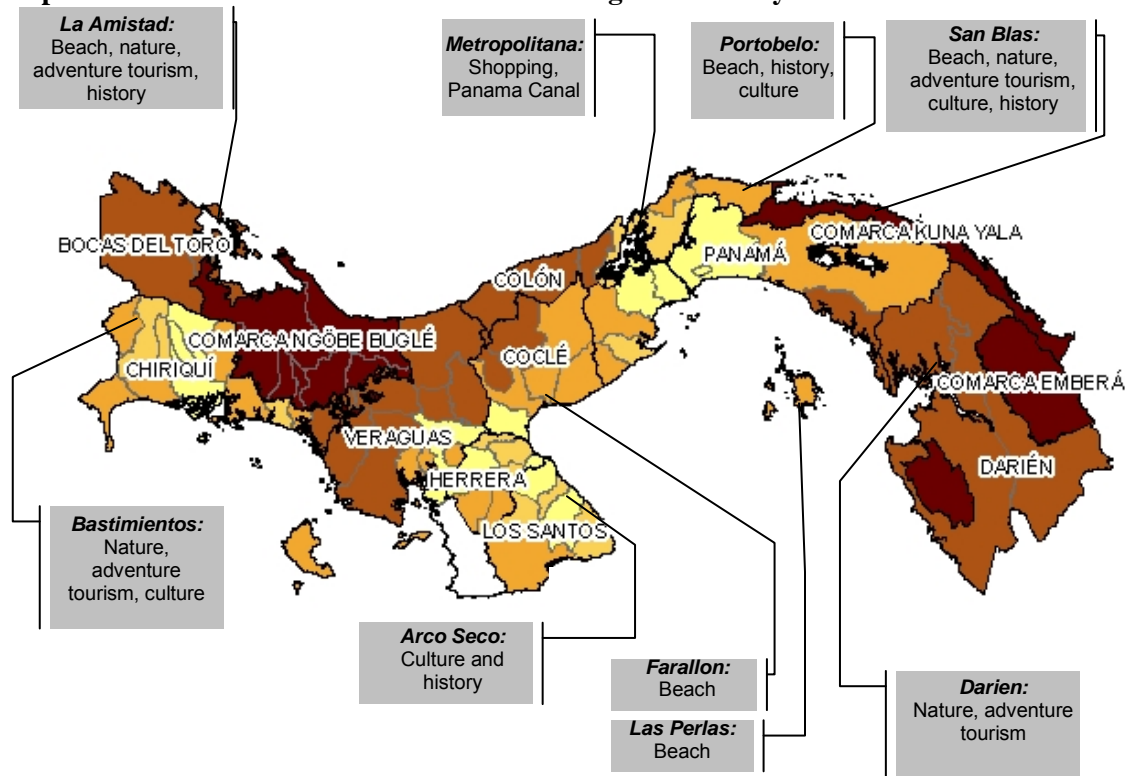 La Amistad:
Beach, nature,
adventure tourism,
history
Metropolitana:
Shopping,
Panama Canal
Portobelo:
Beach, history,
culture
San Blas:
Beach, nature,
adventure tourism,
culture, history
BOCAS DEL TORO
COMARCA KUNA YALA
PANAMÁ
COLÓN
COMARCA NGÖBE BUGLÉ
COCLÉ
CHIRIQUÍ
COMARCA EMBERÁ
VERAGUAS
DARIÉN
HERRERA
LOS SANTOS
Bastimientos:
Nature,
adventure
tourism, culture
Arco Seco:
Culture and
history
Farallon:
Beach
Las Perlas:
Beach
Darien:
Nature, adventure
tourism